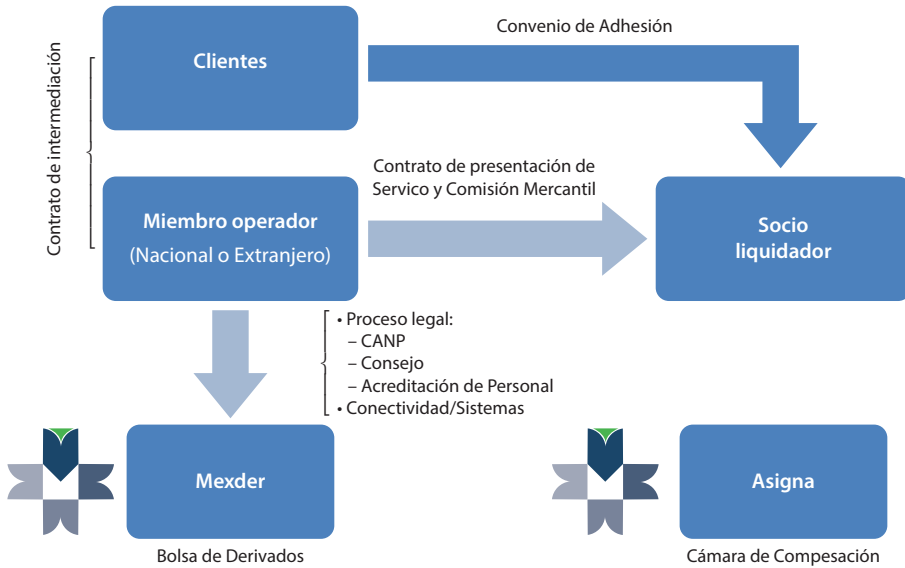 Convenio de Adhesión
Clientes
Contrato de intermediación
Contrato de presentación de
Servico y Comisión Mercantil
Miembro operador
(Nacional o Extranjero)
Socio
liquidador
• Proceso legal:
– CANP
– Consejo
– Acreditación de Personal
• Conectividad/Sistemas
Mexder
Bolsa de Derivados
Asigna
Cámara de Compesación